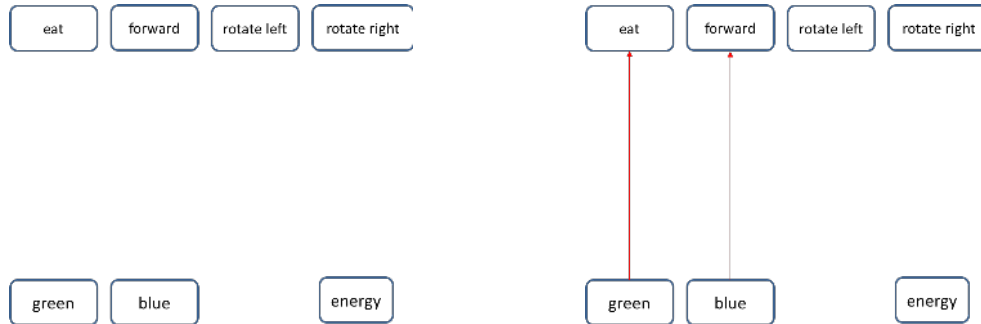 eat forward rotate left rotate right
green blue energy
eat forward rotate left rotate right
green blue energy